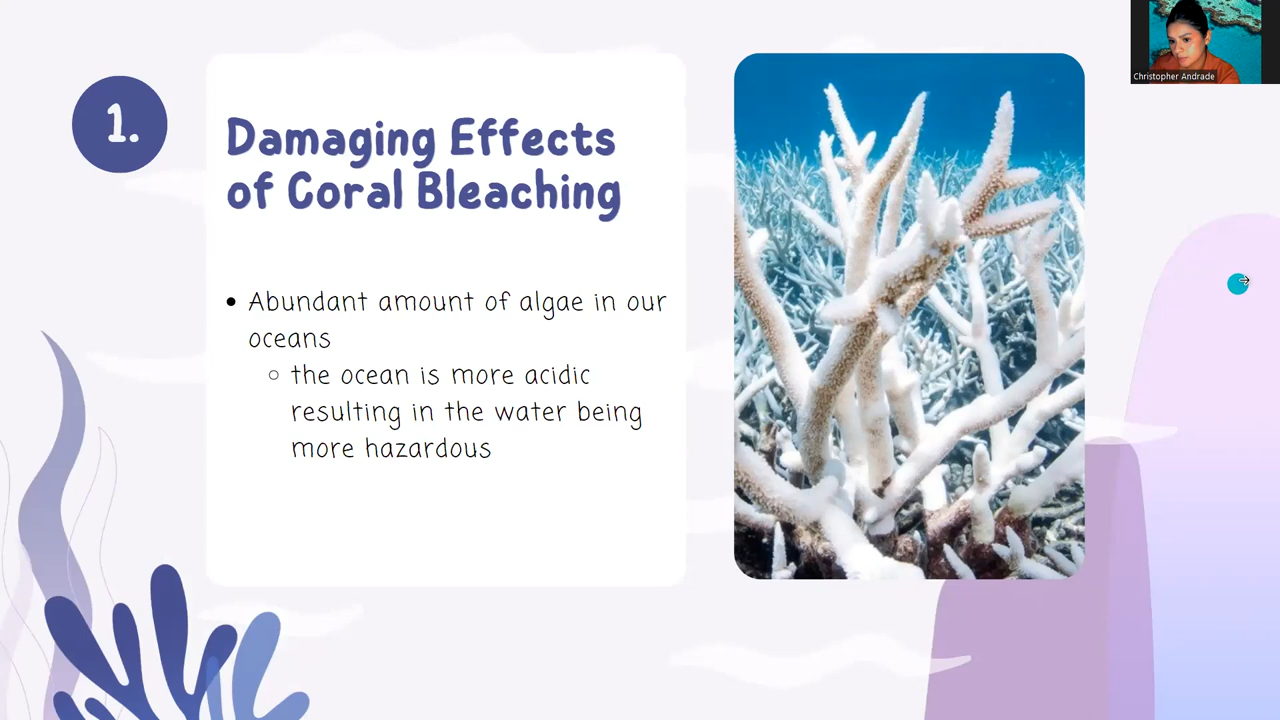 1.
Damaging Effects
of Coral Bleaching
• Abundant amount of algae in our
oceans
○ the ocean is more acidic
resulting in the water being
more hazardous
Christopher Andrade